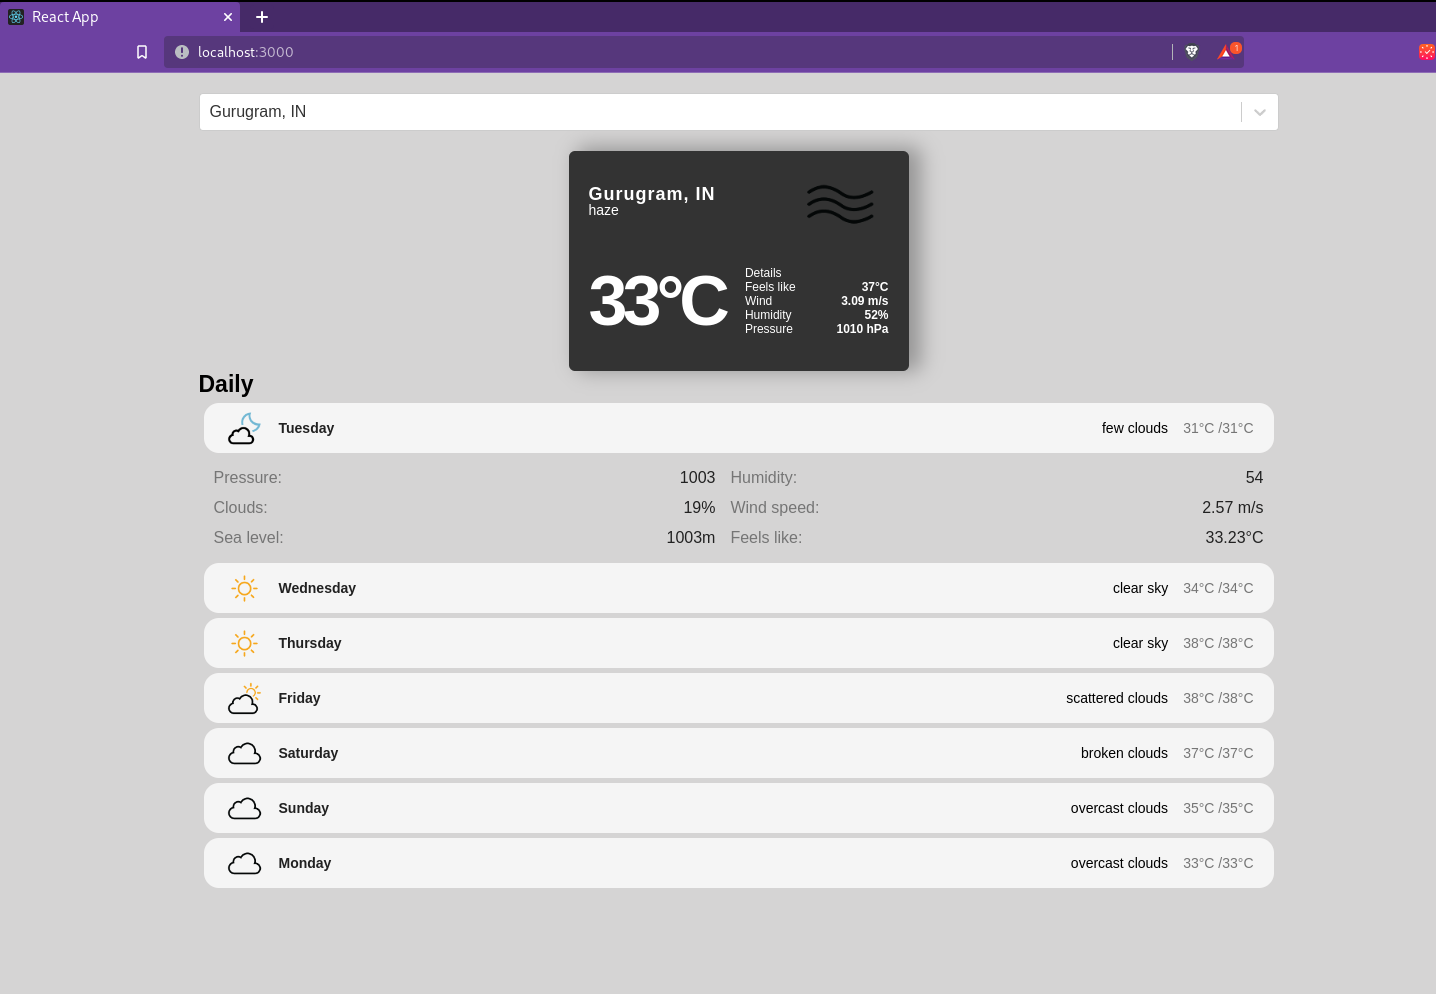 React App
localhost:3000
1
Gurugram, IN
Gurugram, IN
haze
33°C
Details
Feels like 37°C
Wind 3.09 m/s
Humidity 52%
Pressure 1010 hPa
Daily
Tuesday few clouds 31°C /31°C
Pressure: 1003 Humidity: 54
Clouds: 19% Wind speed: 2.57 m/s
Sea level: 1003m Feels like: 33.23°C
Wednesday clear sky 34°C /34°C
Thursday clear sky 38°C /38°C
Friday scattered clouds 38°C /38°C
Saturday broken clouds 37°C /37°C
Sunday overcast clouds 35°C /35°C
Monday overcast clouds 33°C /33°C